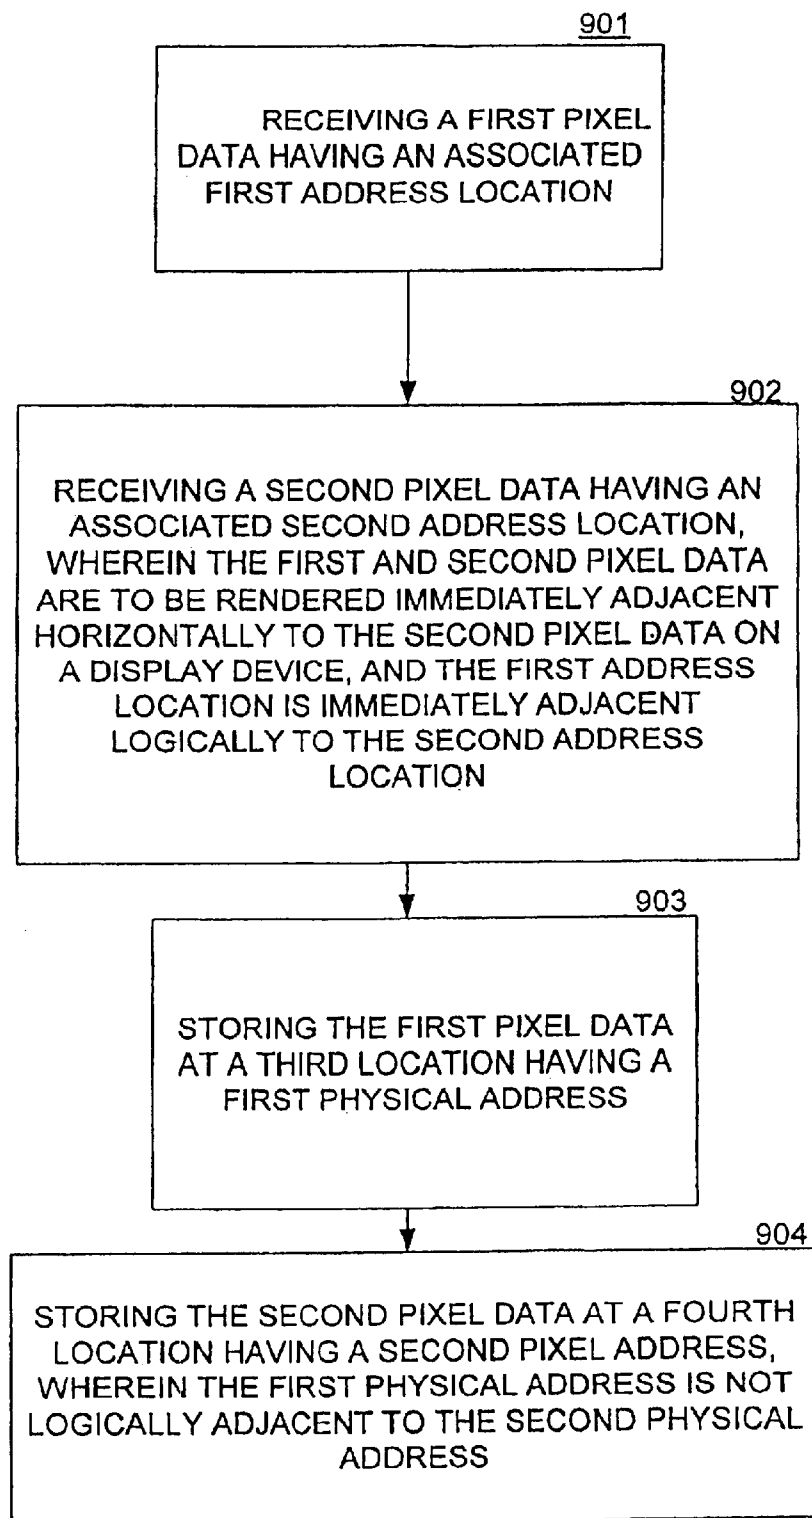 901
RECEIVING A FIRST PIXEL
DATA HAVING AN ASSOCIATED
FIRST ADDRESS LOCATION
902
RECEIVING A SECOND PIXEL DATA HAVING AN
ASSOCIATED SECOND ADDRESS LOCATION,
WHEREIN THE FIRST AND SECOND PIXEL DATA
ARE TO BE RENDERED IMMEDIATELY ADJACENT
HORIZONTALLY TO THE SECOND PIXEL DATA ON
A DISPLAY DEVICE, AND THE FIRST ADDRESS
LOCATION IS IMMEDIATELY ADJACENT
LOGICALLY TO THE SECOND ADDRESS
LOCATION
903
STORING THE FIRST PIXEL DATA
AT A THIRD LOCATION HAVING A
FIRST PHYSICAL ADDRESS
904
STORING THE SECOND PIXEL DATA AT A FOURTH
LOCATION HAVING A SECOND PIXEL ADDRESS,
WHEREIN THE FIRST PHYSICAL ADDRESS IS NOT
LOGICALLY ADJACENT TO THE SECOND PHYSICAL
ADDRESS